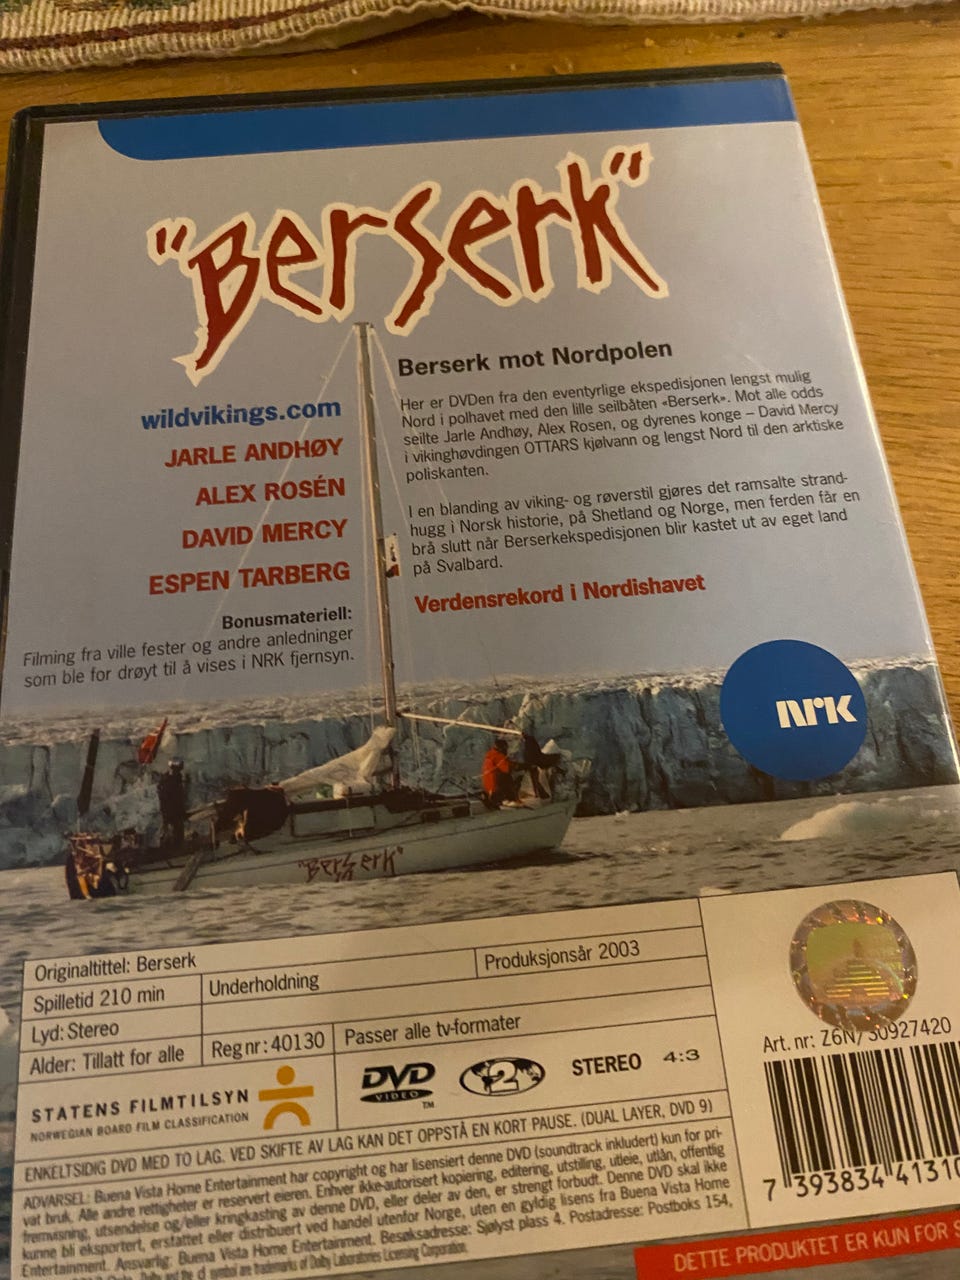 "Berserk"
Berserk mot Nordpolen
Her er DVDen fra den eventyrlige ekspedisjonen lengst mulig
Nord i polhavet med den lille seilbåten «Berserk». Mot alle odds
seilte Jarle Andhøy, Alex Rosen, og dyrenes konge – David Mercy
i vikinghøvdingen OTTARS kjølvann og lengst Nord til den arktiske
poliskanten.
I en blanding av viking- og røverstil gjøres det ramsalte strand-
hugg i Norsk historie, på Shetland og Norge, men ferden får en
brå slutt når Berserkekspedisjonen blir kastet ut av eget land
på Svalbard.
Verdensrekord i Nordishavet
wildvikings.com
JARLE ANDHØY
ALEX ROSÉN
DAVID MERCY
ESPEN TARBERG
Bonusmateriell:
Filming fra ville fester og andre anledninger
som ble for drøyt til å vises i NRK fjernsyn.
NRK
"Berserk"
Originaltittel: Berserk
Produksjonsår 2003
Spilletid 210 min
Underholdning
Lyd: Stereo
Alder: Tillatt for alle
Reg nr: 40130
Passer alle tv-formater
STATENS FILMTILSYN
NORWEGIAN BOARD FILM CLASSIFICATION
DVD
VIDEO
TM
2
STEREO
4:3
Art. nr: Z6N/ 30927420
ENKELTSIDIG DVD MED TO LAG. VED SKIFTE AV LAG KAN DET OPPSTÅ EN KORT PAUSE. (DUAL LAYER, DVD 9)
ADVARSEL: Buena Vista Home Entertainment har copyright og har lisensiert denne DVD (soundtrack inkludert) kun for pri-
vat bruk. Alle andre rettigheter er reservert eieren. Enhver ikke-autorisert kopiering, editering, utstilling, utleie, utlån, offentlig
fremvisning, utsendelse og/eller kringkasting av denne DVD, eller deler av den, er strengt forbudt. Denne DVD skal ikke
kunne bli eksportert, erstattet eller distribuert ved handel utenfor Norge, uten en gyldig lisens fra Buena Vista Home
Entertainment. Ansvarlig: Buena Vista Home Entertainment. Besøksadresse: Sjølyst plass 4. Postadresse: Postboks 154,
symbol are trademarks of Dolby Laboratories Licensing Corporation.
7 393834 41310
DETTE PRODUKTET ER KUN FOR